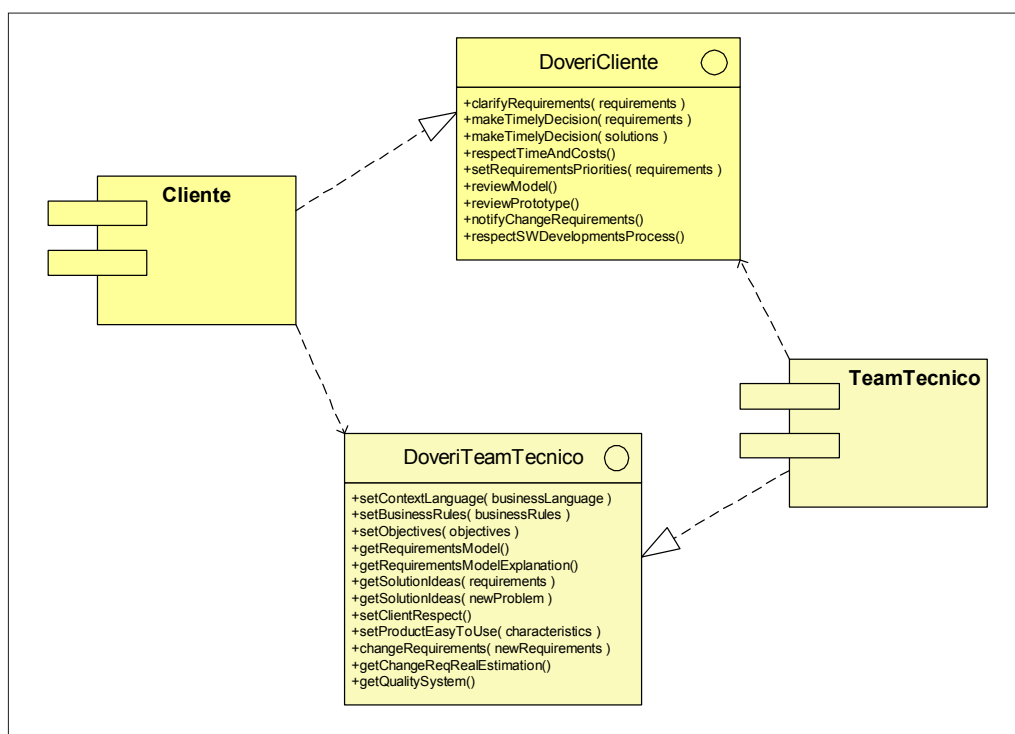 DoveriCliente
+clarifyRequirements( requirements )
+makeTimelyDecision( requirements )
+makeTimelyDecision( solutions )
+respectTimeAndCosts()
+setRequirementsPriorities( requirements )
+reviewModel()
+reviewPrototype()
+notifyChangeRequirements()
+respectSWDevelopmentsProcess()
Cliente
TeamTecnico
DoveriTeamTecnico
+setContextLanguage( businessLanguage )
+setBusinessRules( businessRules )
+setObjectives( objectives )
+getRequirementsModel()
+getRequirementsModelExplanation()
+getSolutionIdeas( requirements )
+getSolutionIdeas( newProblem )
+setClientRespect()
+setProductEasyToUse( characteristics )
+changeRequirements( newRequirements )
+getChangeReqRealEstimation()
+getQualitySystem()